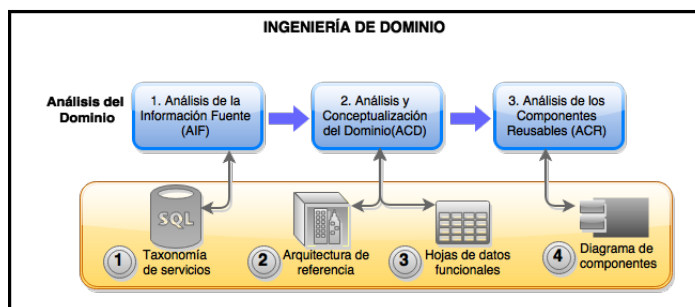 INGENIERÍA DE DOMINIO
Análisis del
Dominio
1. Análisis de la
Información Fuente
(AIF)
2. Análisis y
Conceptualización
del Dominio(ACD)
3. Análisis de los
Componentes
Reusables (ACR)
SQL
1
Taxonomía
de servicios
2
Arquitectura de
referencia
3
Hojas de datos
funcionales
4
Diagrama de
componentes